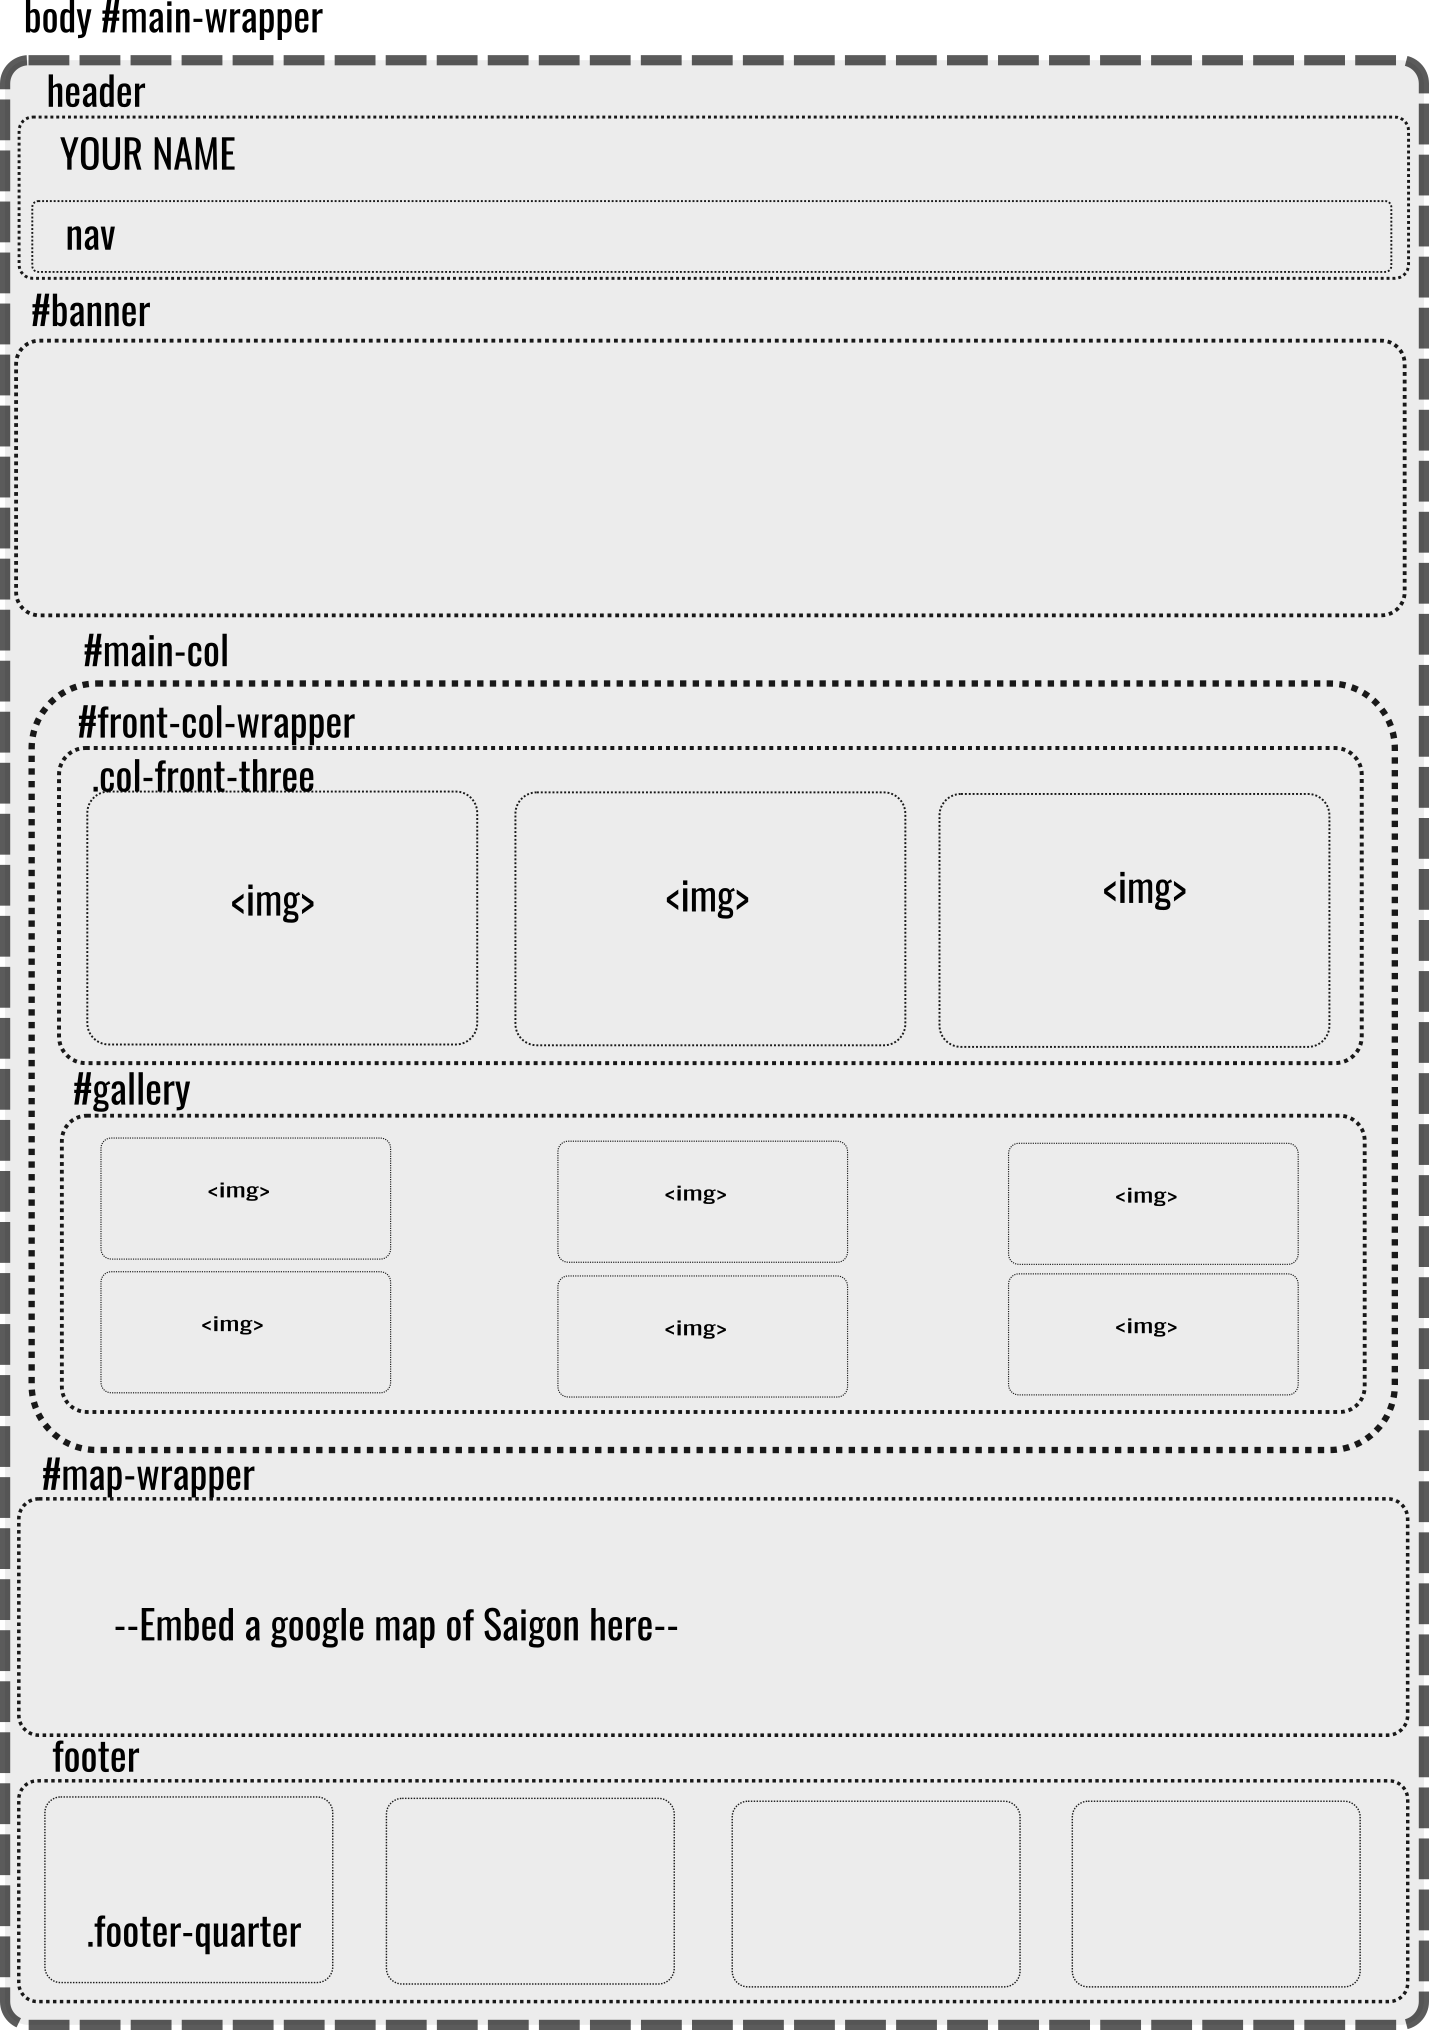 body #main-wrapper
header
YOUR NAME
nav
#banner
#main-col
#front-col-wrapper
.col-front-three
<img>
<img>
<img>
#gallery
<img>
<img>
<img>
<img>
<img>
<img>
#map-wrapper
--Embed a google map of Saigon here--
footer
.footer-quarter